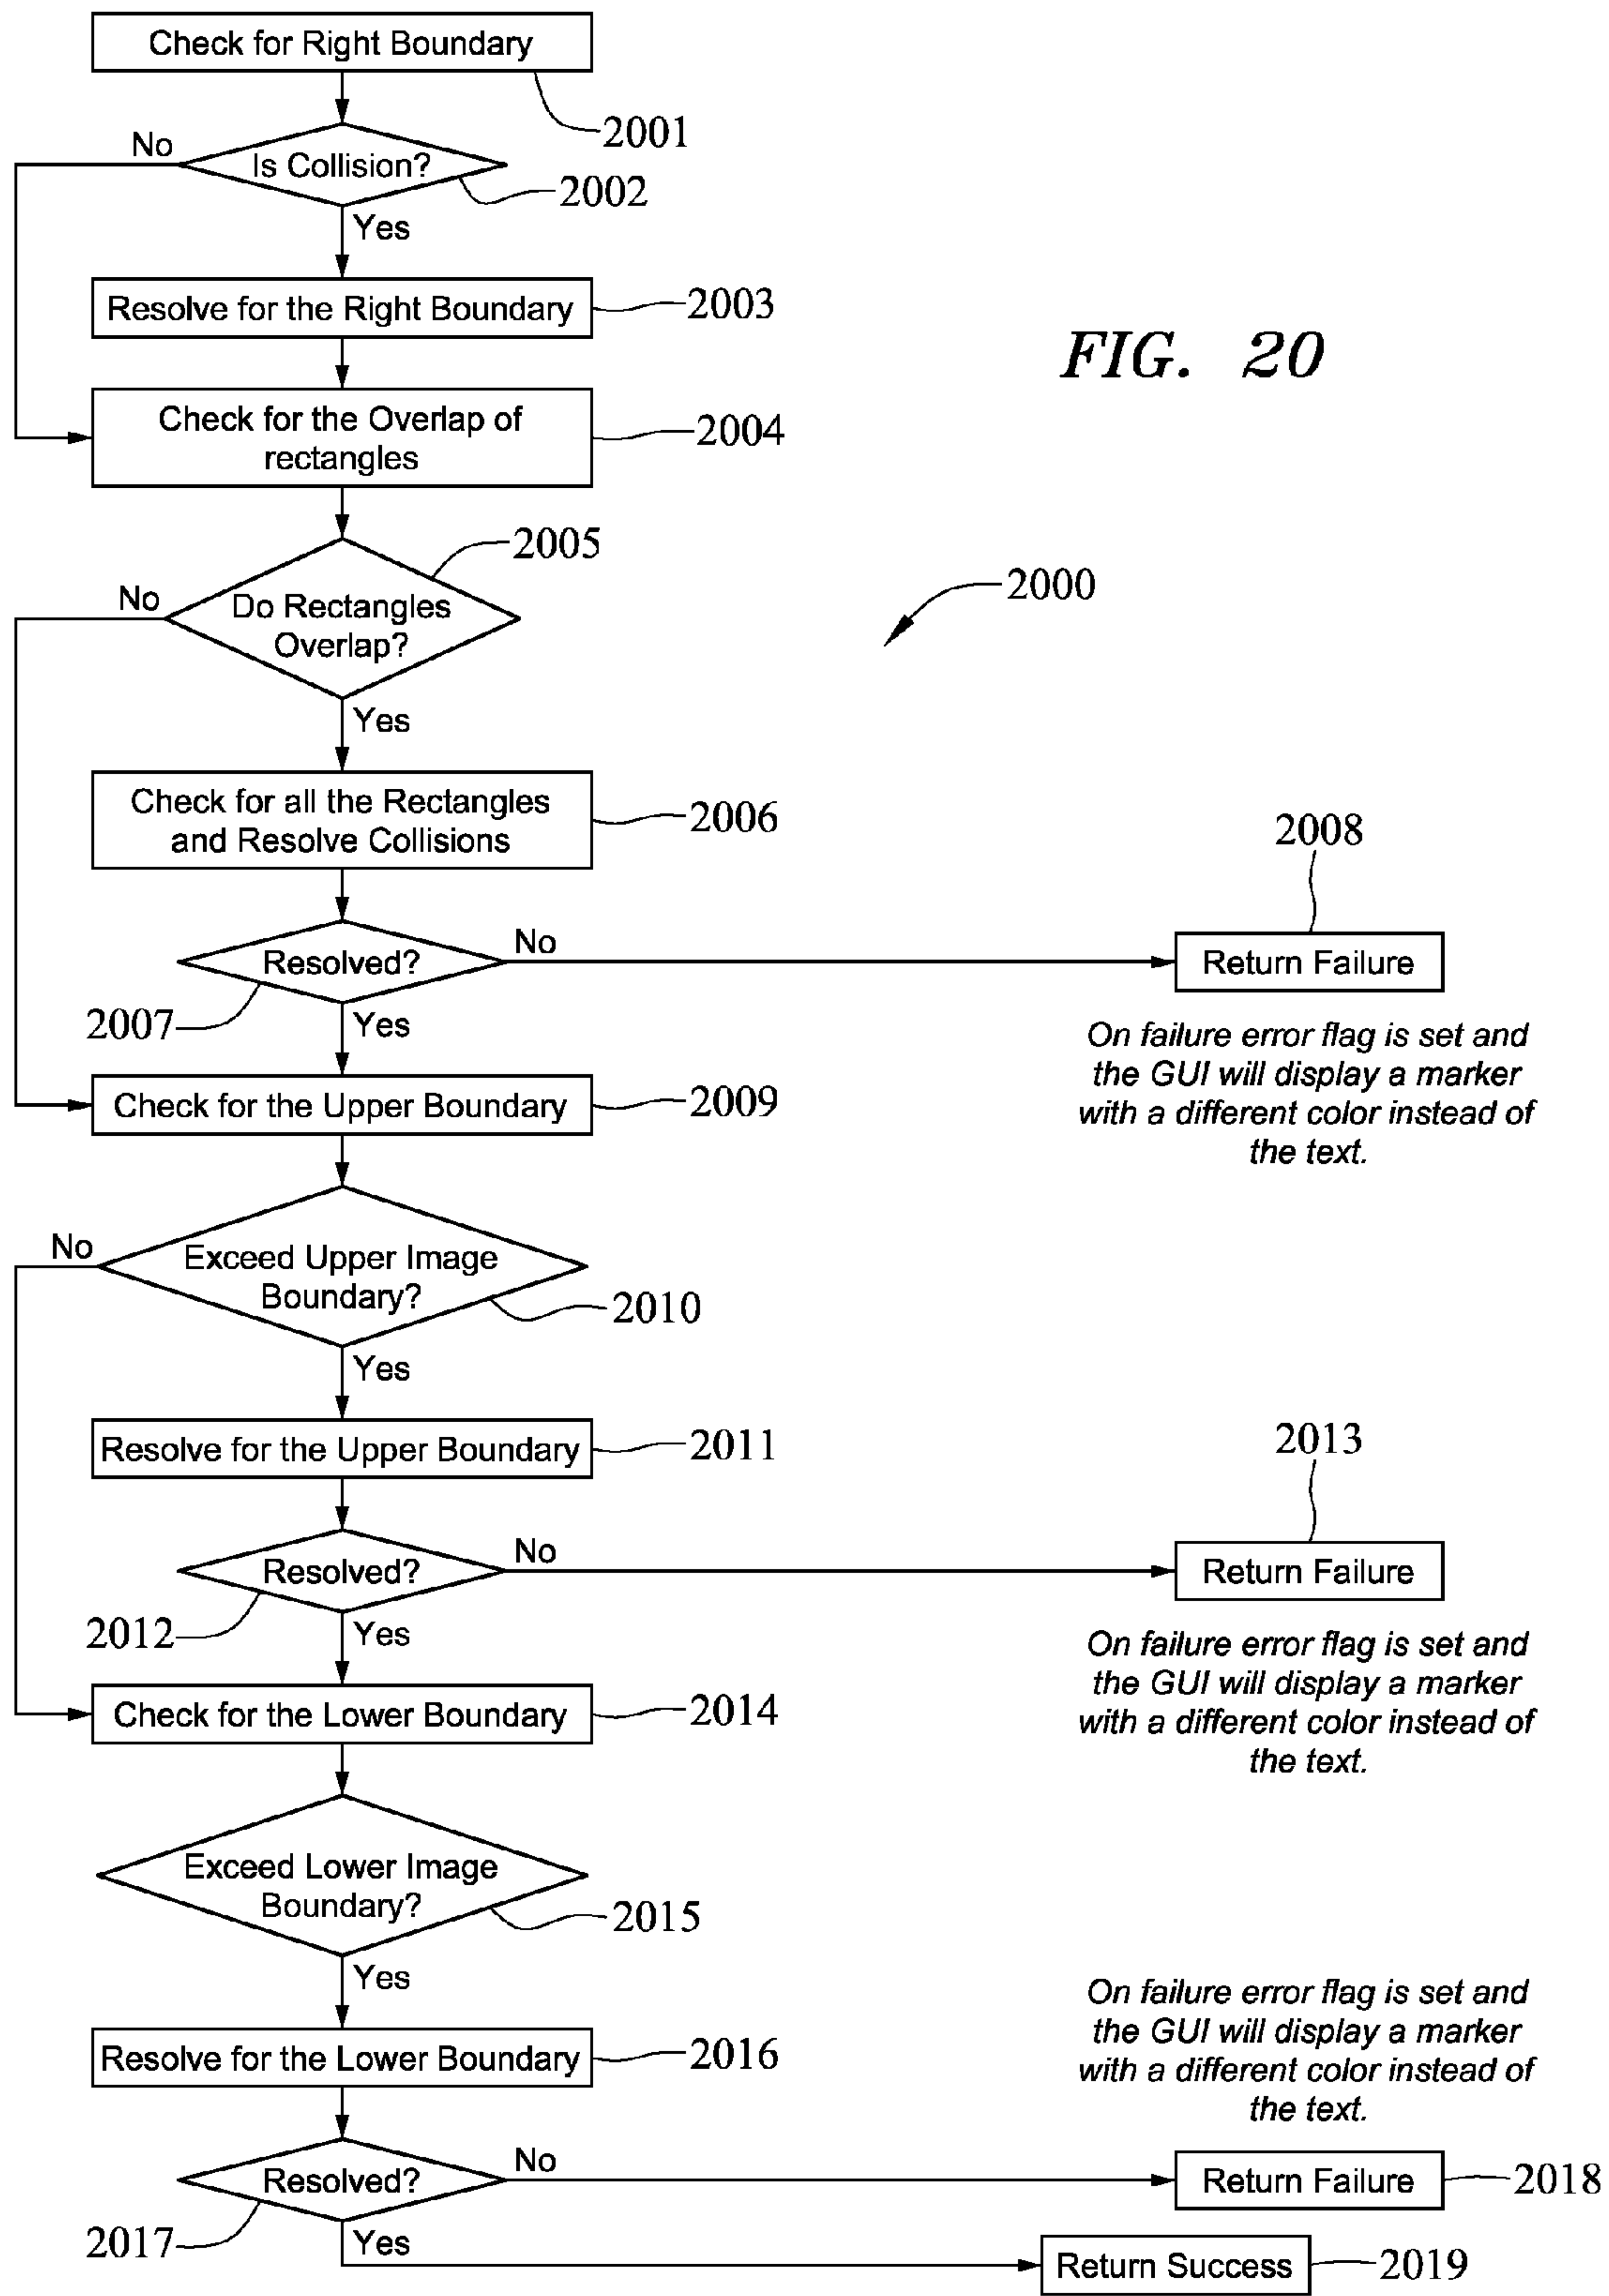 Check for Right Boundary
2001
No
Is Collision?
2002
Yes
Resolve for the Right Boundary
2003
FIG. 20
Check for the Overlap of
rectangles
2004
2005
No
Do Rectangles
Overlap?
2000
Yes
Check for all the Rectangles
and Resolve Collisions
2006
2008
Resolved?
No
Return Failure
2007
Yes
On failure error flag is set and
the GUI will display a marker
with a different color instead of
the text.
Check for the Upper Boundary
2009
No
Exceed Upper Image
Boundary?
2010
Yes
Resolve for the Upper Boundary
2011
2013
Resolved?
No
Return Failure
2012
Yes
On failure error flag is set and
the GUI will display a marker
with a different color instead of
the text.
Check for the Lower Boundary
2014
Exceed Lower Image
Boundary?
2015
Yes
On failure error flag is set and
the GUI will display a marker
with a different color instead of
the text.
Resolve for the Lower Boundary
2016
Resolved?
No
Return Failure
2018
2017
Yes
Return Success
2019